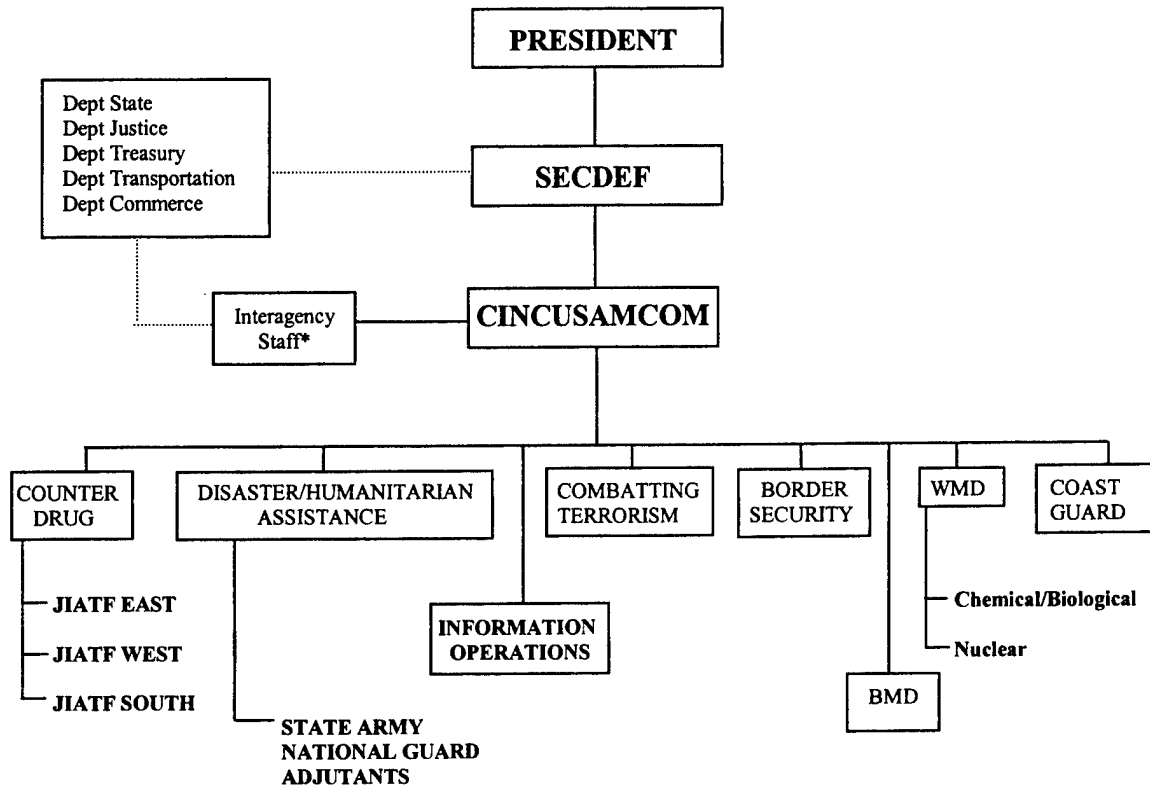 PRESIDENT
Dept State
Dept Justice
Dept Treasury
Dept Transportation
Dept Commerce
SECDEF
Interagency
Staff*
CINCUSAMCOM
COUNTER
DRUG
DISASTER/HUMANITARIAN
ASSISTANCE
COMBATTING
TERRORISM
BORDER
SECURITY
WMD
COAST
GUARD
JIATF EAST
JIATF WEST
JIATF SOUTH
STATE ARMY
NATIONAL GUARD
ADJUTANTS
INFORMATION
OPERATIONS
Chemical/Biological
Nuclear
BMD